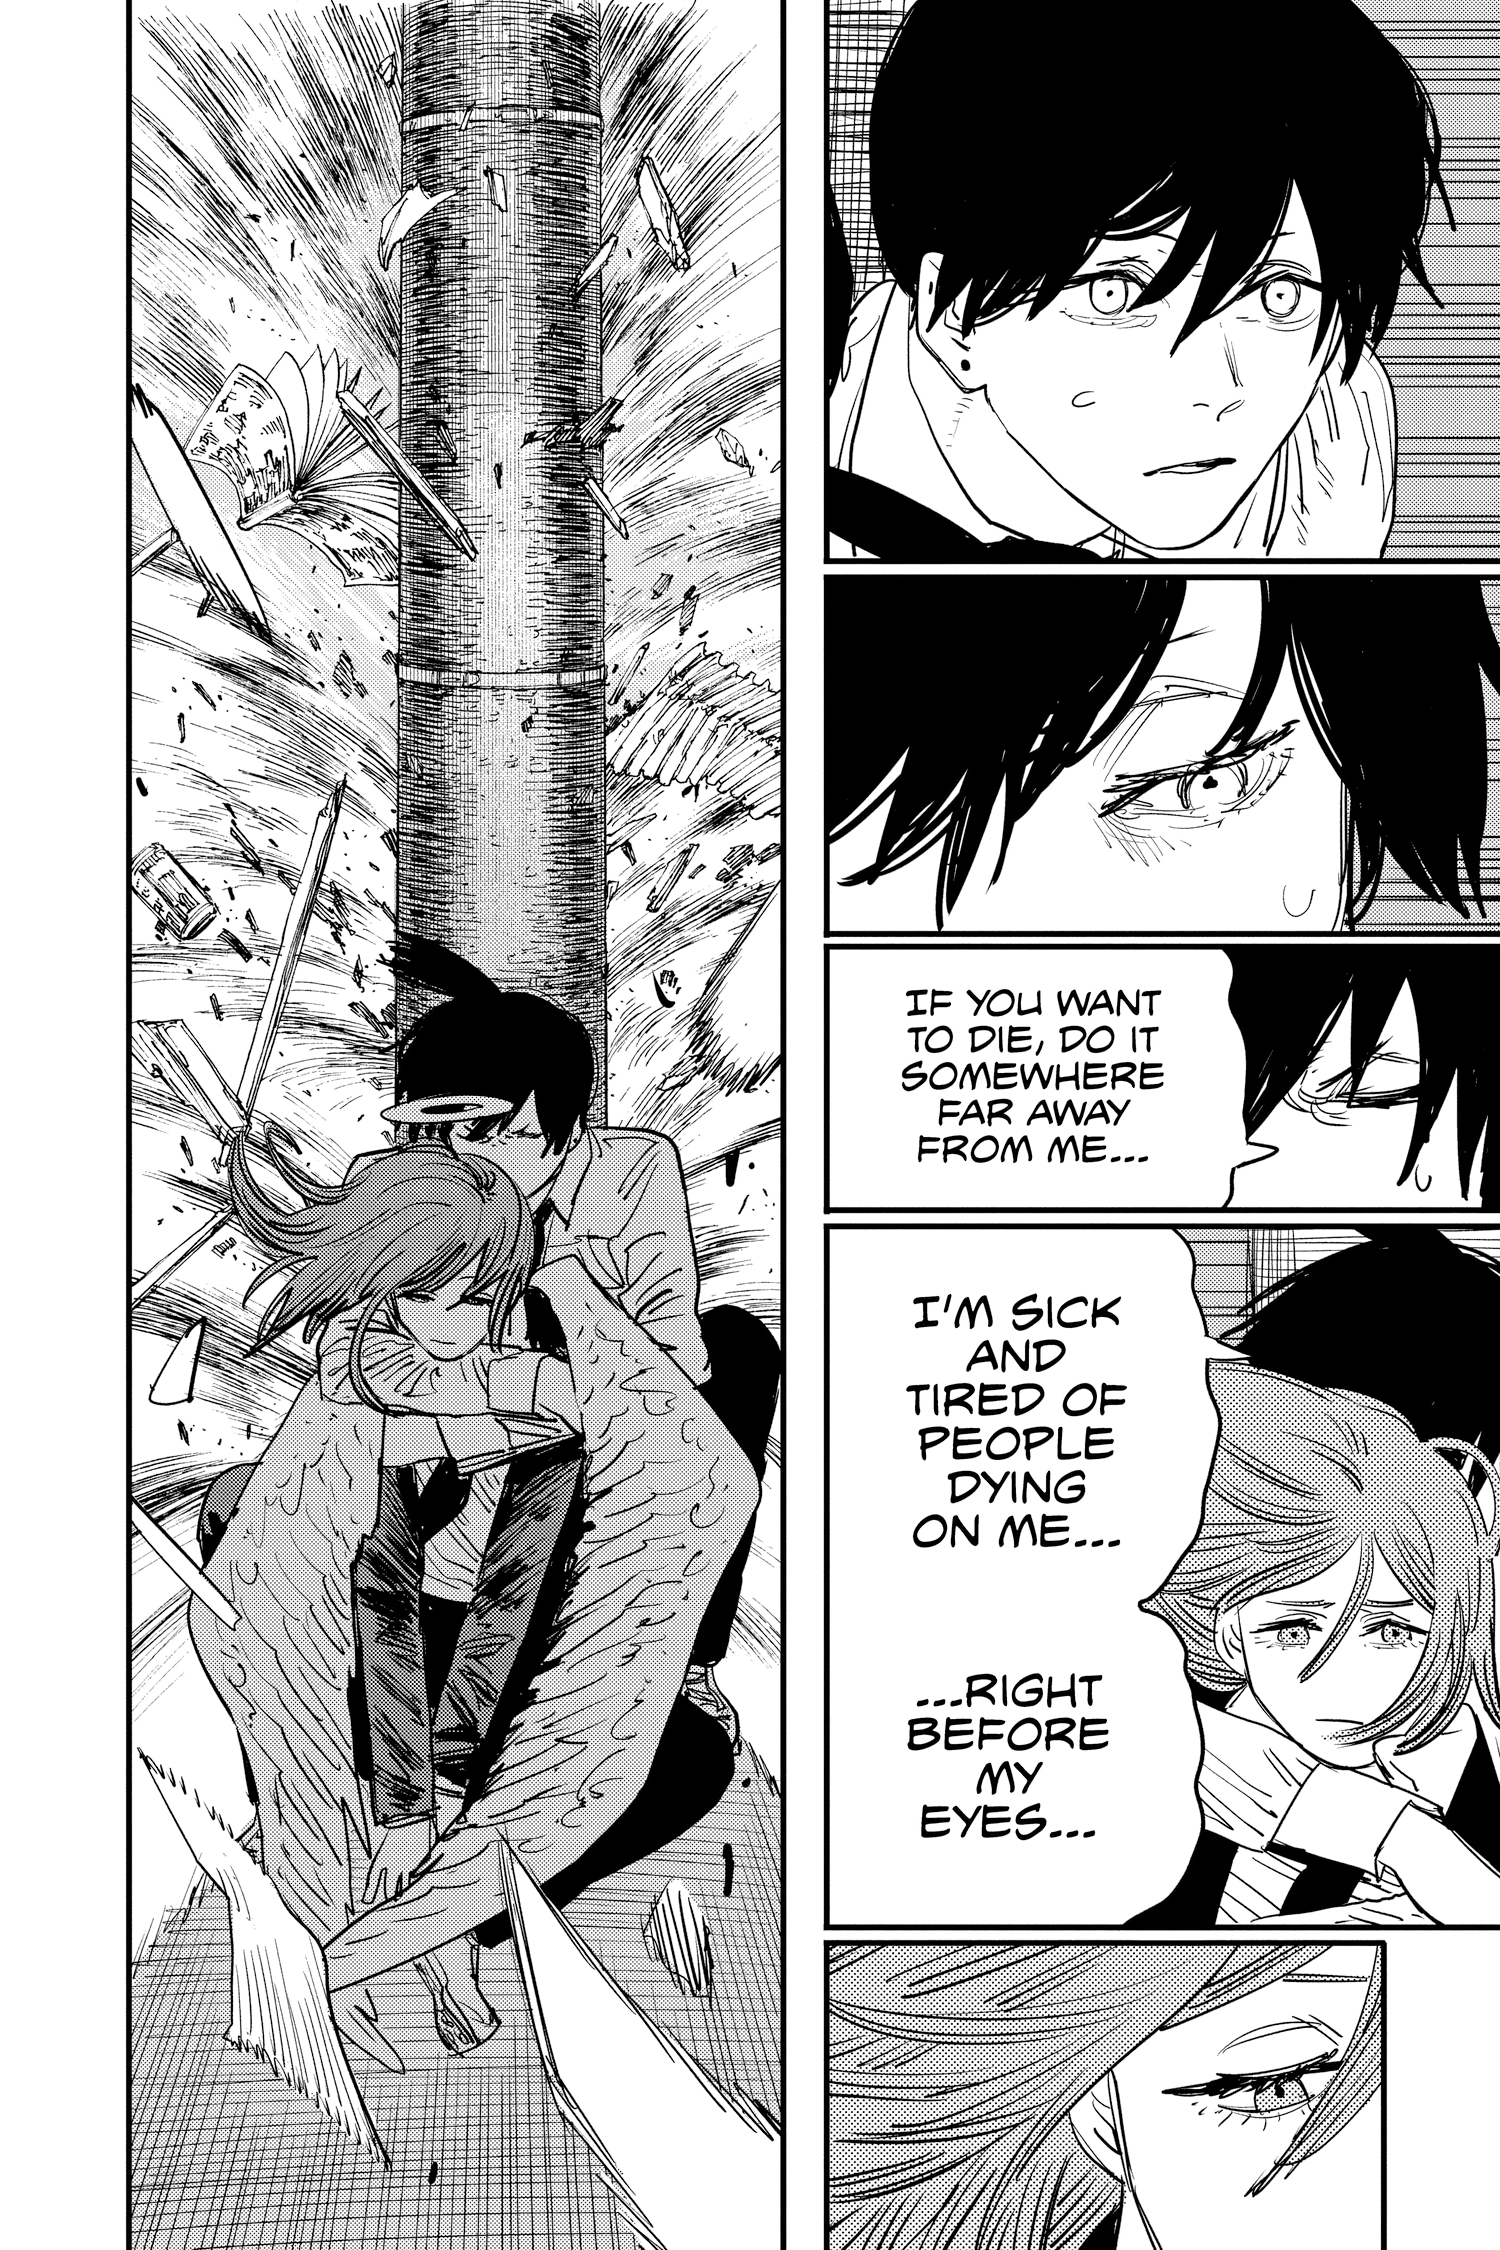 IF YOU WANT
TO DIE, DO IT
SOMEWHERE
FAR AWAY
FROM ME...
I'M SICK
AND
TIRED OF
PEOPLE
DYING
ON ME...
...RIGHT
BEFORE
MY
EYES...